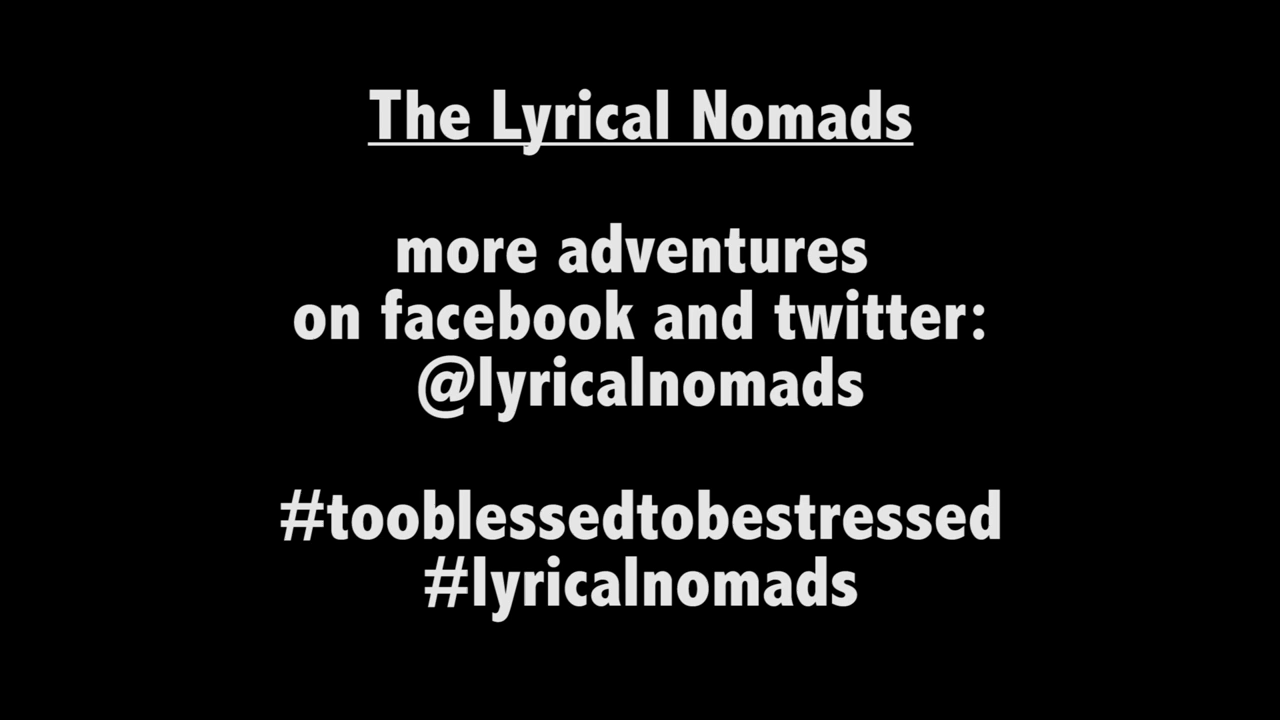 The Lyrical Nomads
more adventures
on facebook and twitter:
@lyricalnomads
#tooblessedtobestressed
#lyricalnomads